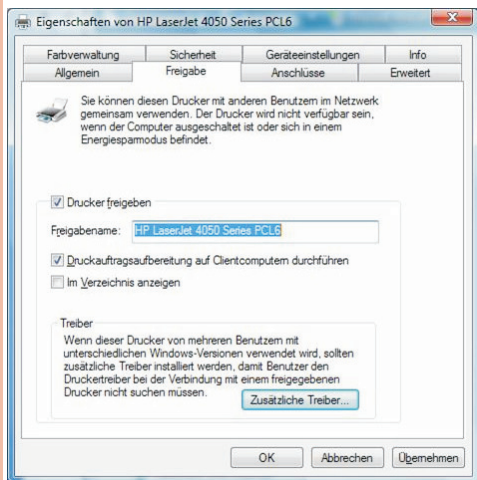 Eigenschaften von HP LaserJet 4050 Series PCL6
Farbverwaltung Sicherheit Geräteeinstellungen Info
Allgemein Freigabe Anschlüsse Erweitert
Sie können diesen Drucker mit anderen Benutzern im Netzwerk
gemeinsam verwenden. Der Drucker wird nicht verfügbar sein,
wenn der Computer ausgeschaltet ist oder sich in einem
Energiesparmodus befindet.
Drucker freigeben
Freigabename: HP LaserJet 4050 Series PCL6
Druckauftragsaufbereitung auf Clientcomputern durchführen
Im Verzeichnis anzeigen
Treiber
Wenn dieser Drucker von mehreren Benutzern mit
unterschiedlichen Windows-Versionen verwendet wird, sollten
zusätzliche Treiber installiert werden, damit Benutzer den
Druckertreiber bei der Verbindung mit einem freigegebenen
Drucker nicht suchen müssen.
Zusätzliche Treiber...
OK Abbrechen Übernehmen